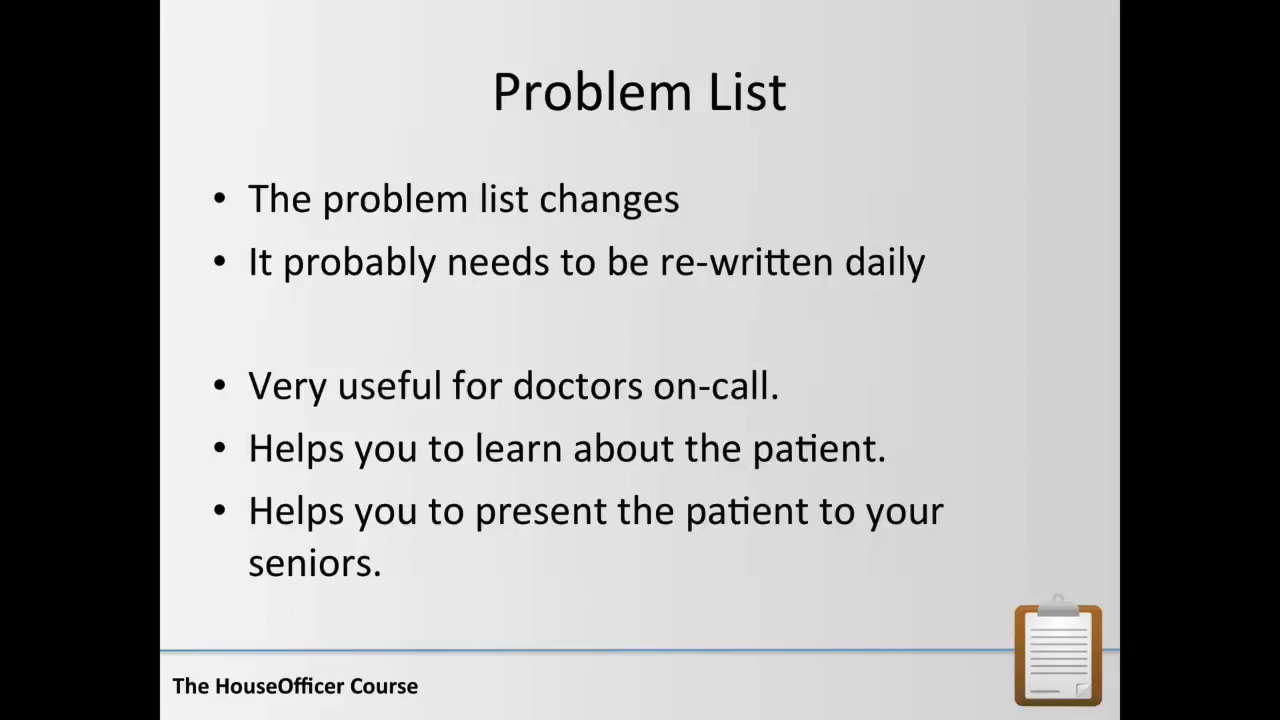 Problem List
• The problem list changes
• It probably needs to be re-written daily
• Very useful for doctors on-call.
• Helps you to learn about the patient.
• Helps you to present the patient to your
seniors.
The HouseOfficer Course